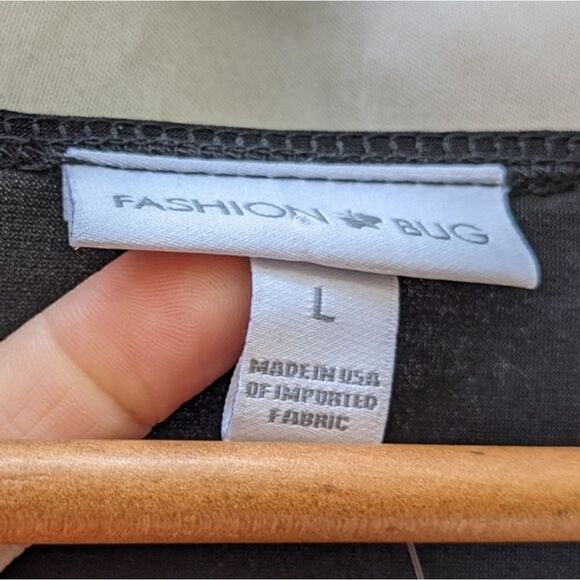 FASHION BUG
L
MADE IN USA
OF IMPORTED
FABRIC